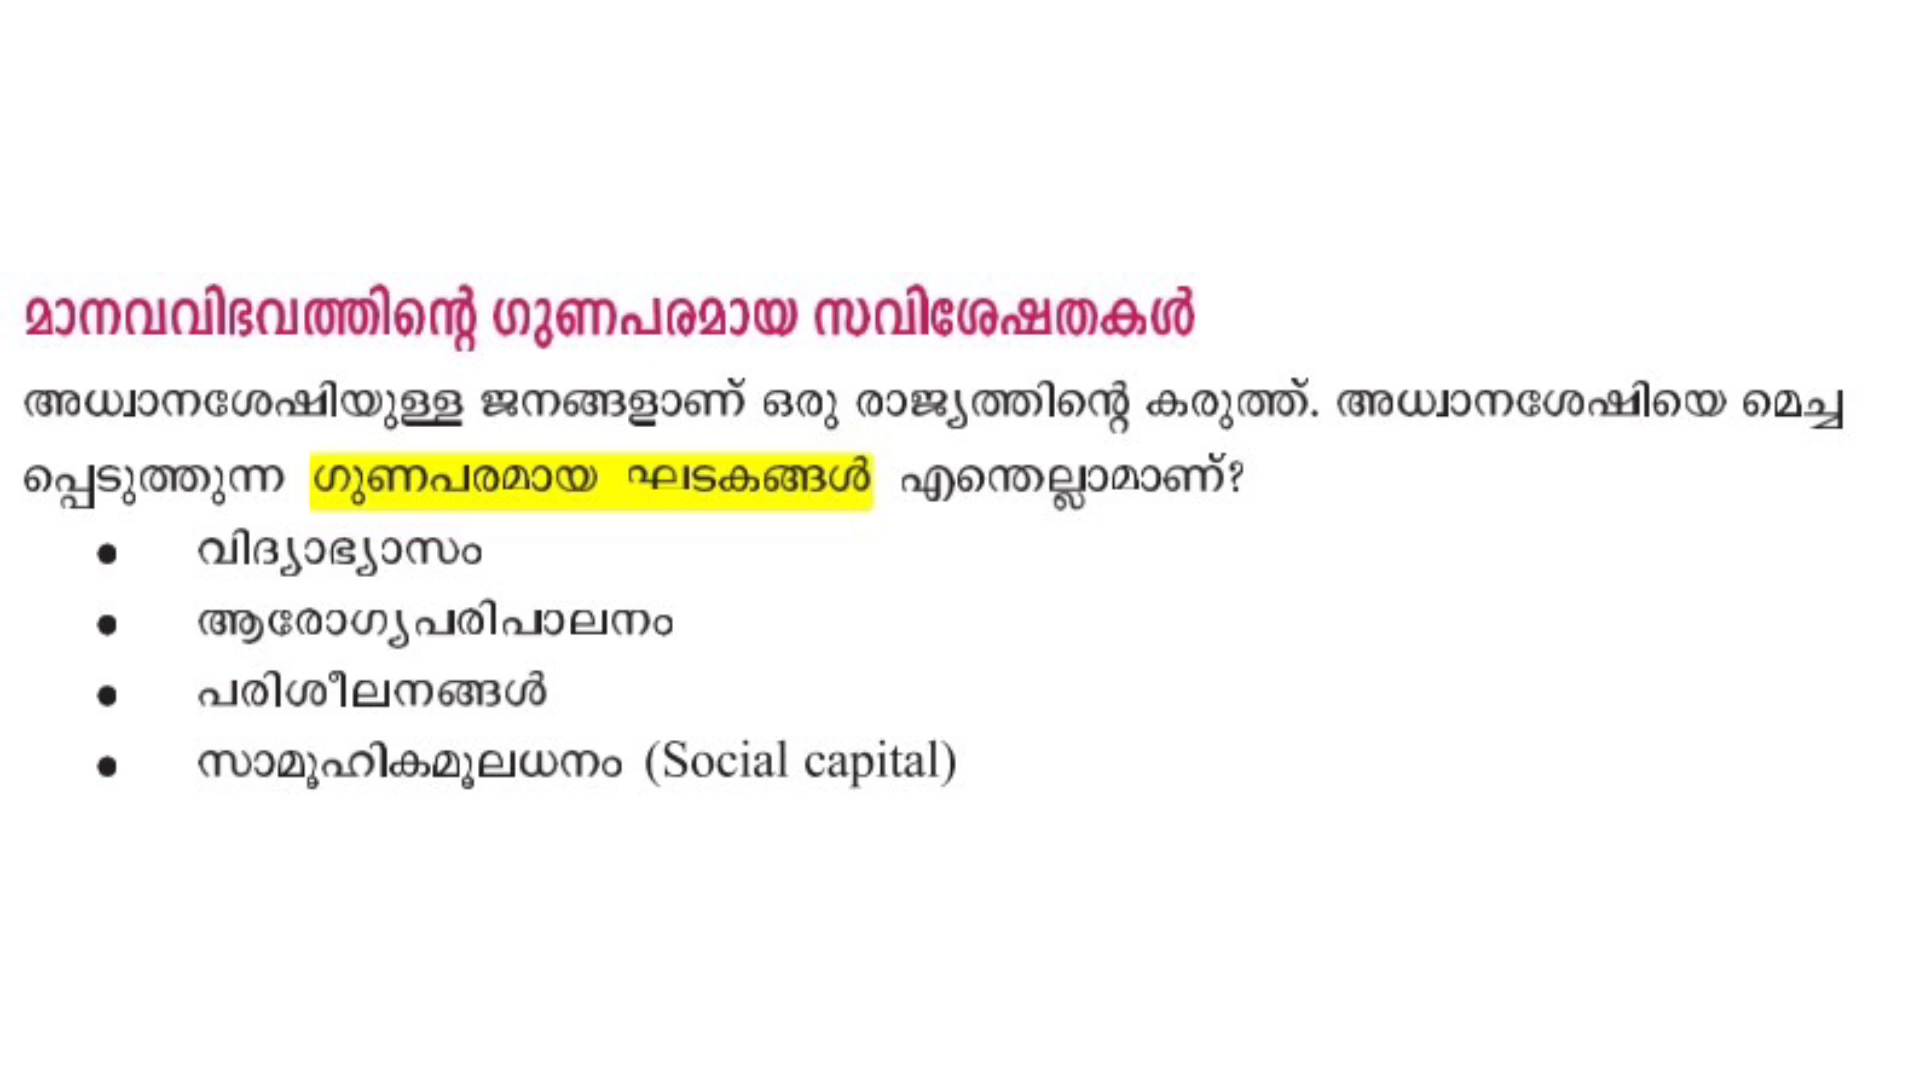 മാനവവിഭവത്തിന്റെ ഗുണപരമായ സവിശേഷതകൾ
അധ്വാനശേഷിയുള്ള ജനങ്ങളാണ് ഒരു രാജ്യത്തിന്റെ കരുത്ത്. അധ്വാനശേഷിയെ മെച്ച
പ്പെടുത്തുന്ന ഗുണപരമായ ഘടകങ്ങൾ എന്തെല്ലാമാണ്?
● വിദ്യാഭ്യാസം
● ആരോഗ്യപരിപാലനം
● പരിശീലനങ്ങൾ
● സാമൂഹികമൂലധനം (Social capital)